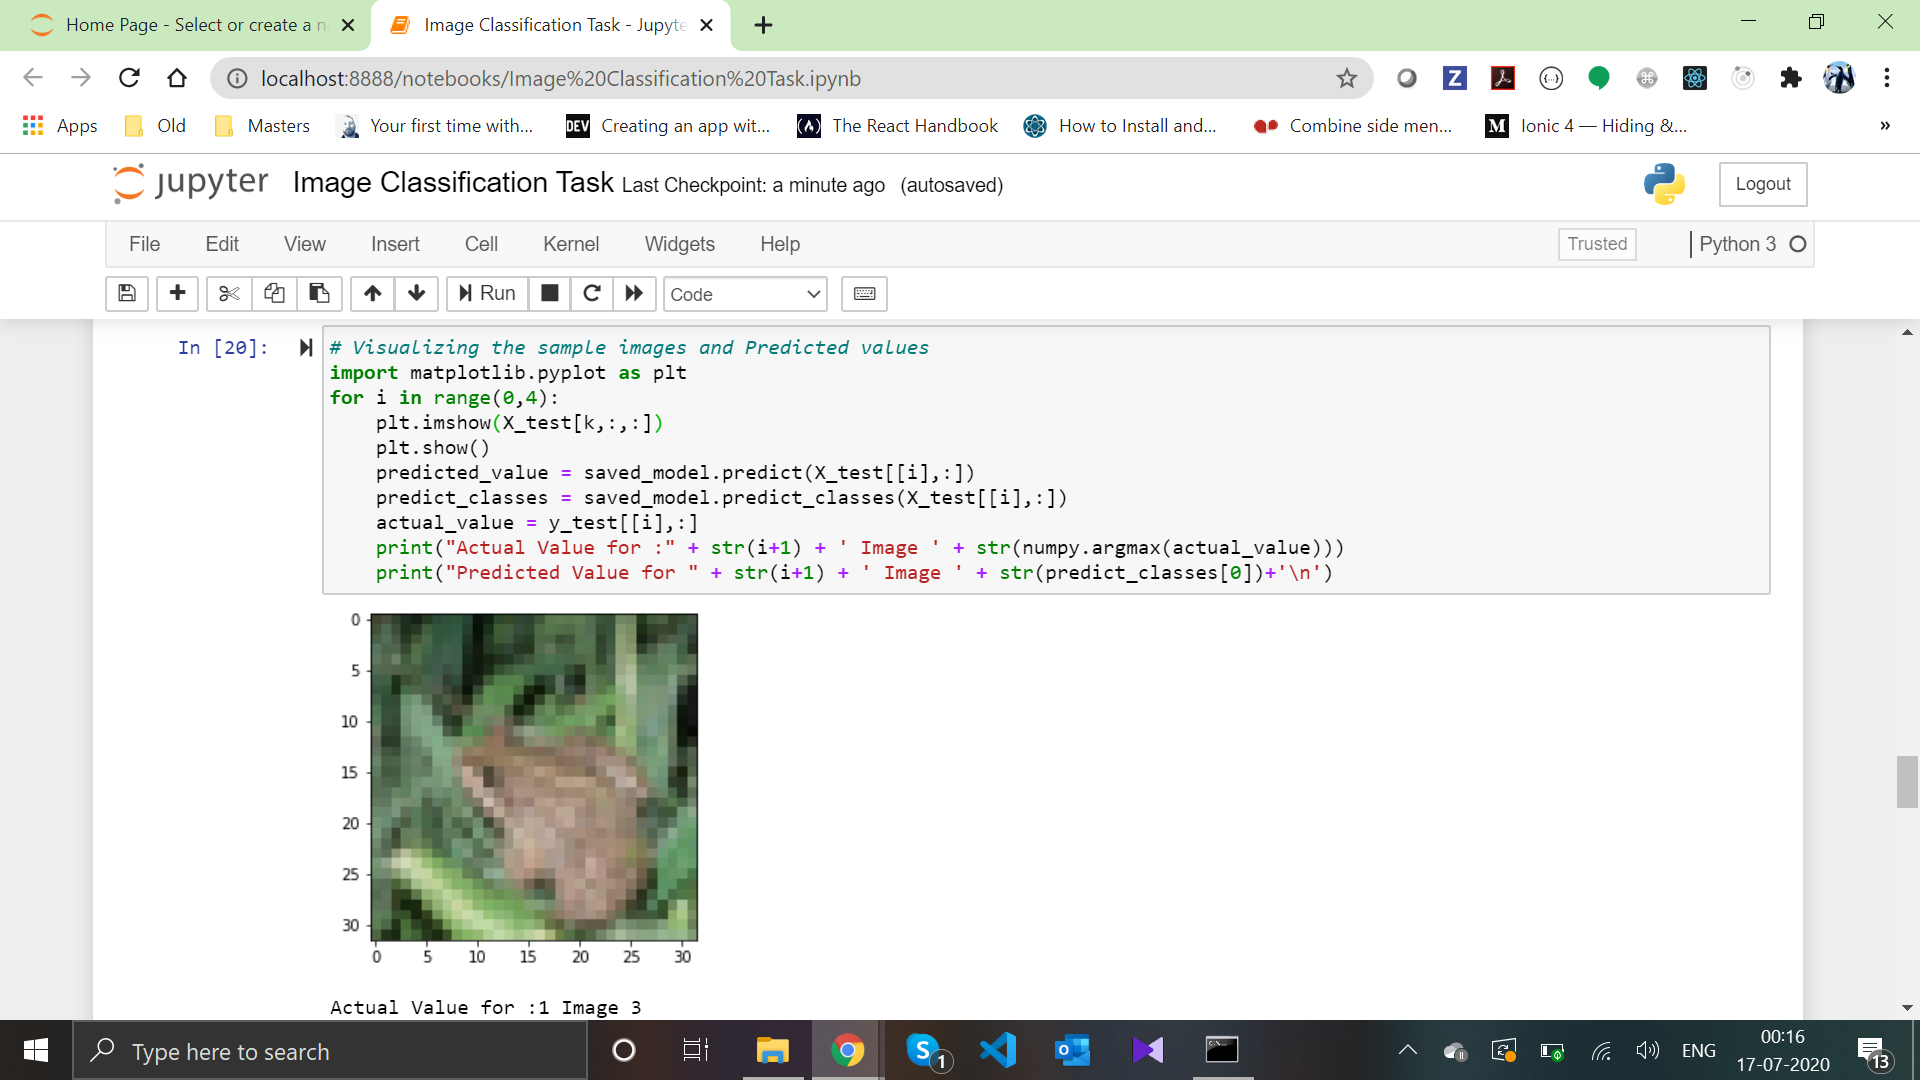 Home Page - Select or create a n
Image Classification Task - Jupyte
localhost:8888/notebooks/Image%20Classification%20Task.ipynb
Apps Old Masters Your first time with... DEV Creating an app wit... The React Handbook How to Install and... Combine side men... M Ionic 4 — Hiding &... »
jupyter Image Classification Task Last Checkpoint: a minute ago (autosaved) Logout
File Edit View Insert Cell Kernel Widgets Help Trusted Python 3
Run Code
In [20]:
# Visualizing the sample images and Predicted values
import matplotlib.pyplot as plt
for i in range(0,4):
    plt.imshow(X_test[k,:,:])
    plt.show()
    predicted_value = saved_model.predict(X_test[[i],:])
    predict_classes = saved_model.predict_classes(X_test[[i],:])
    actual_value = y_test[[i],:]
    print("Actual Value for :" + str(i+1) + ' Image ' + str(numpy.argmax(actual_value)))
    print("Predicted Value for " + str(i+1) + ' Image ' + str(predict_classes[0])+'\n')
0
5
10
15
20
25
30
0 5 10 15 20 25 30
Actual Value for :1 Image 3
Type here to search
1
ENG
00:16
17-07-2020
13